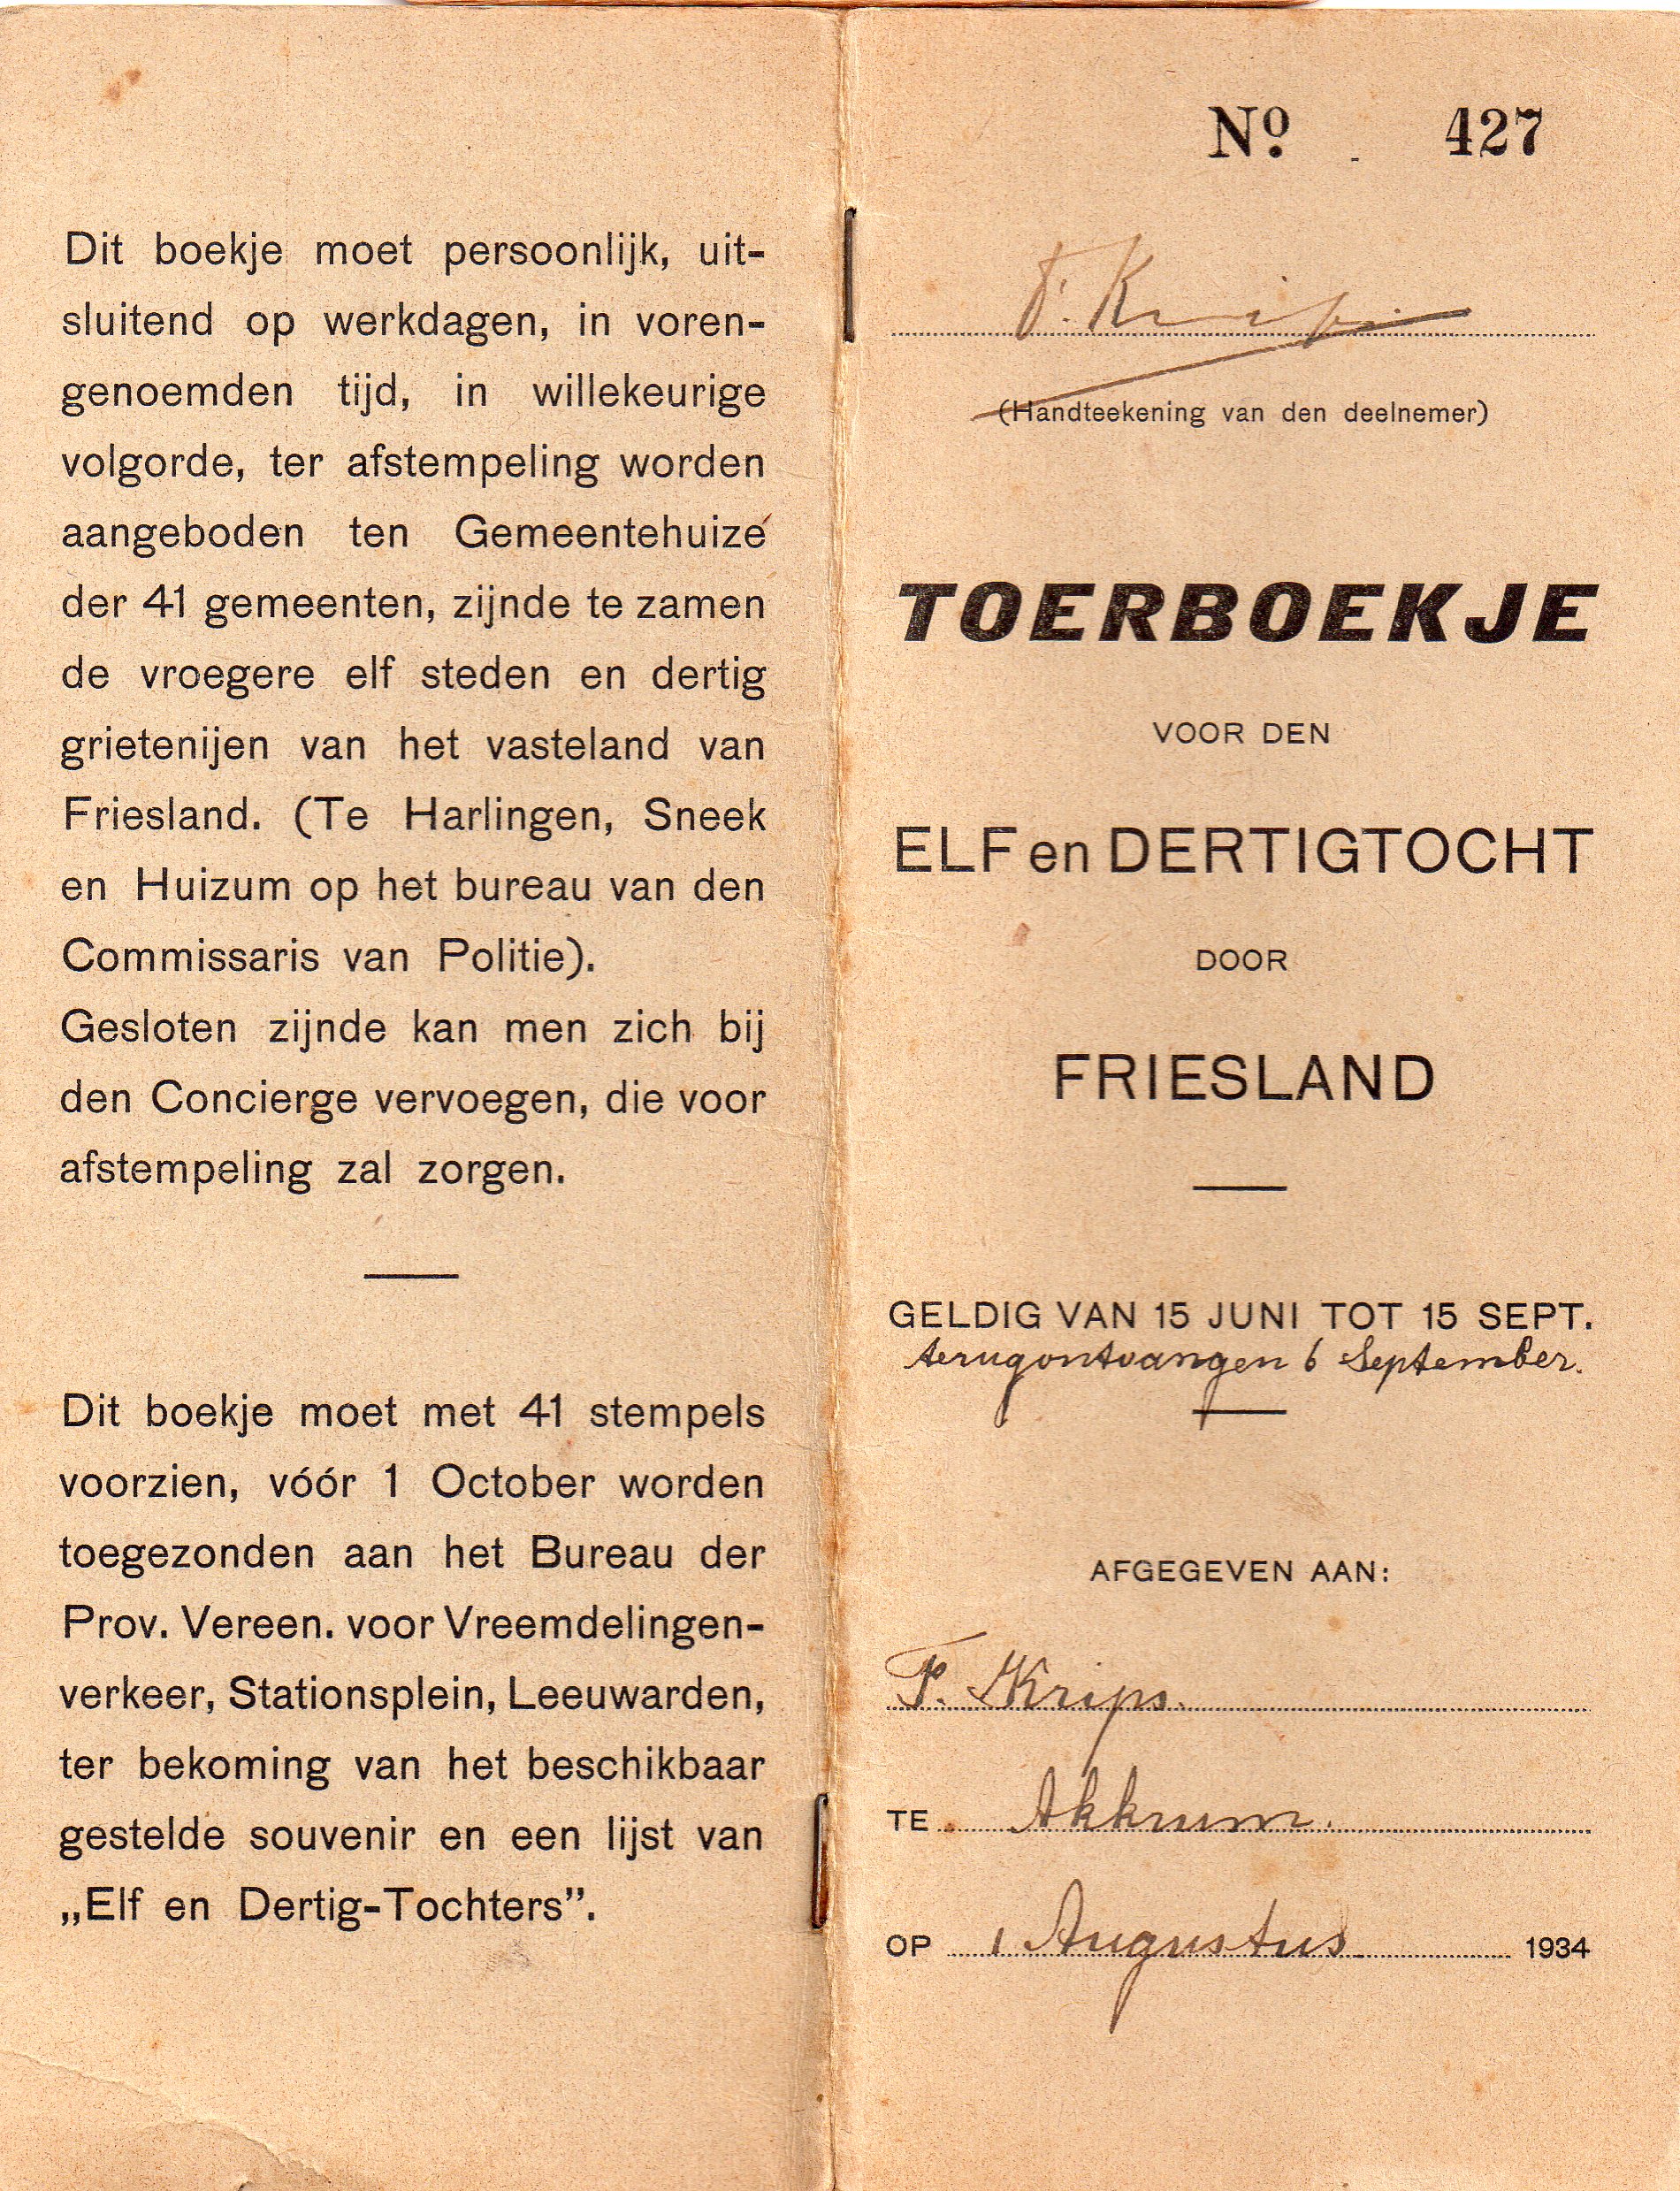 Dit boekje moet persoonlijk, uit-
sluitend op werkdagen, in voren-
genoemden tijd, in willekeurige
volgorde, ter afstempeling worden
aangeboden ten Gemeentehuize
der 41 gemeenten, zijnde te zamen
de vroegere elf steden en dertig
grietenijen van het vasteland van
Friesland. (Te Harlingen, Sneek
en Huizum op het bureau van den
Commissaris van Politie).
Gesloten zijnde kan men zich bij
den Concierge vervoegen, die voor
afstempeling zal zorgen.
Dit boekje moet met 41 stempels
voorzien, vóór 1 October worden
toegezonden aan het Bureau der
Prov. Vereen. voor Vreemdelingen-
verkeer, Stationsplein, Leeuwarden,
ter bekoming van het beschikbaar
gestelde souvenir en een lijst van
„Elf en Dertig-Tochters”.
Nº. 427
F. Krips
(Handteekening van den deelnemer)
TOERBOEKJE
VOOR DEN
ELF en DERTIGTOCHT
DOOR
FRIESLAND
GELDIG VAN 15 JUNI TOT 15 SEPT.
terugontvangen 6 September.
AFGEGEVEN AAN:
F. Krips.
TE Akkrum.
OP 1 Augustus 1934